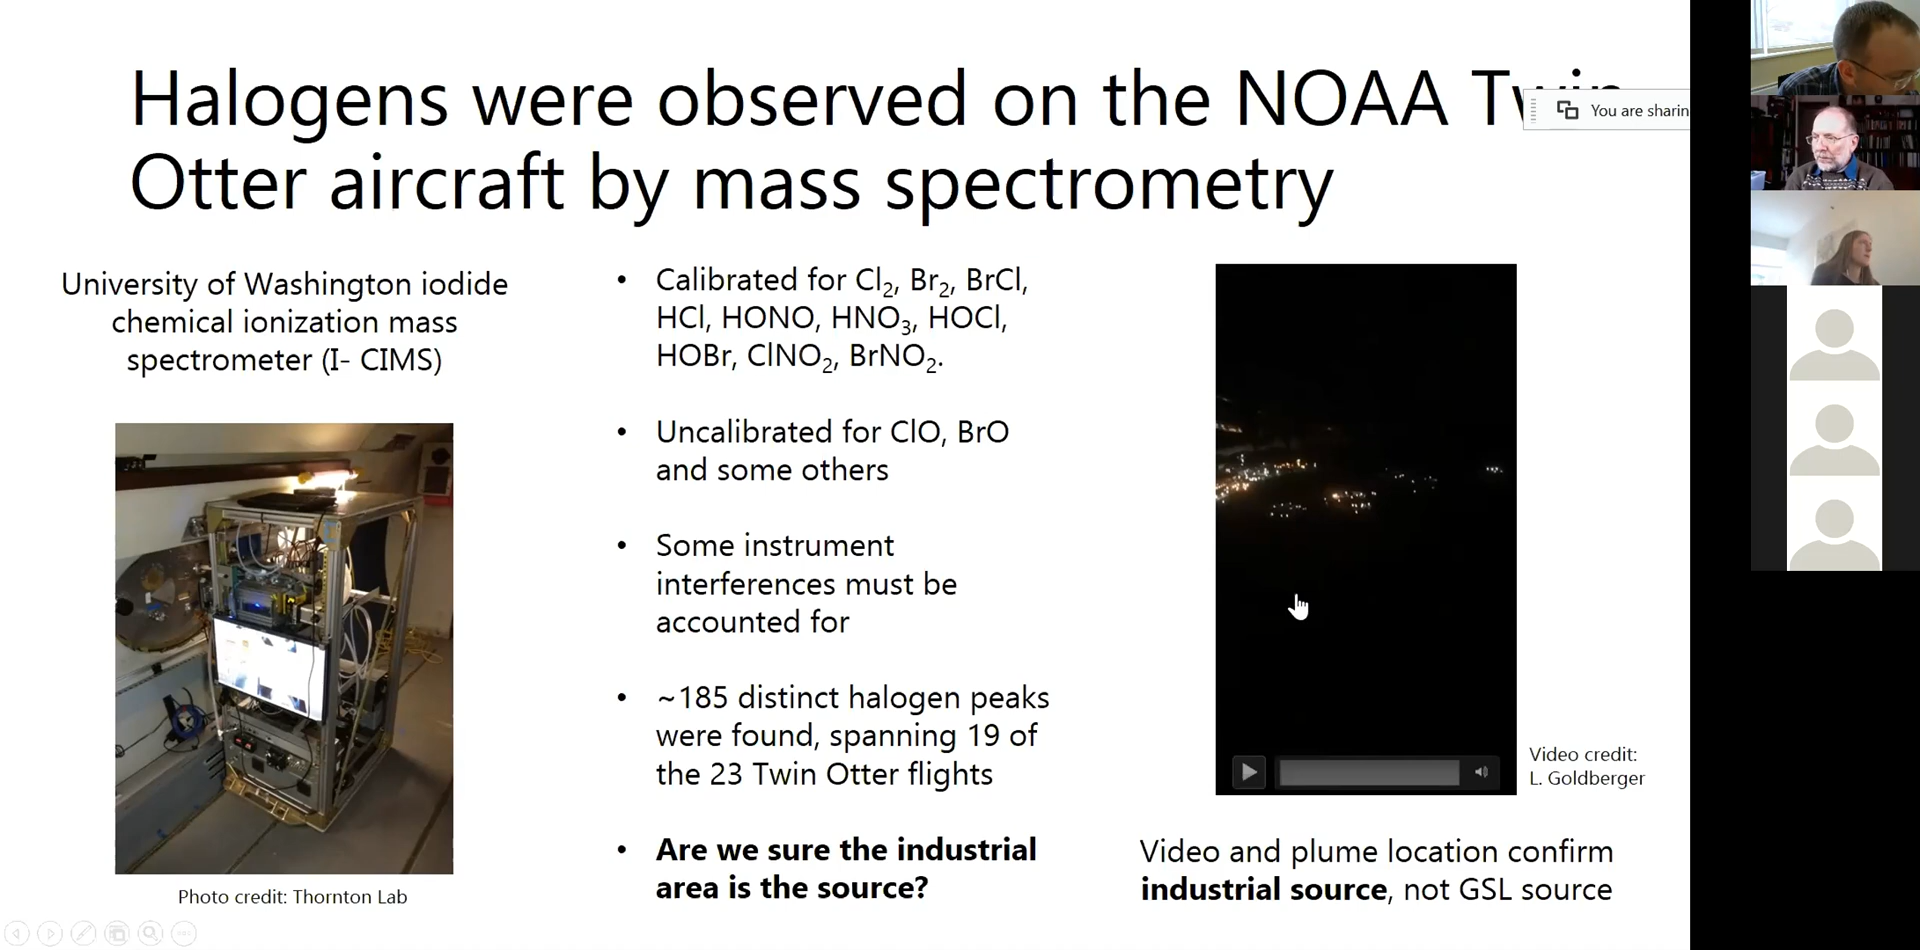 Halogens were observed on the NOAA Twin
Otter aircraft by mass spectrometry
You are sharin
University of Washington iodide
chemical ionization mass
spectrometer (I- CIMS)
Photo credit: Thornton Lab
• Calibrated for Cl₂, Br₂, BrCl,
HCl, HONO, HNO₃, HOCl,
HOBr, ClNO₂, BrNO₂.
• Uncalibrated for ClO, BrO
and some others
• Some instrument
interferences must be
accounted for
• ~185 distinct halogen peaks
were found, spanning 19 of
the 23 Twin Otter flights
• Are we sure the industrial
area is the source?
Video credit:
L. Goldberger
Video and plume location confirm
industrial source, not GSL source